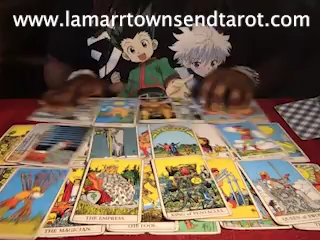 www.lamarrtownsendtarot.com
THE EMPRESS
KING of PENTACLES
THE MAGICIAN
THE FOOL